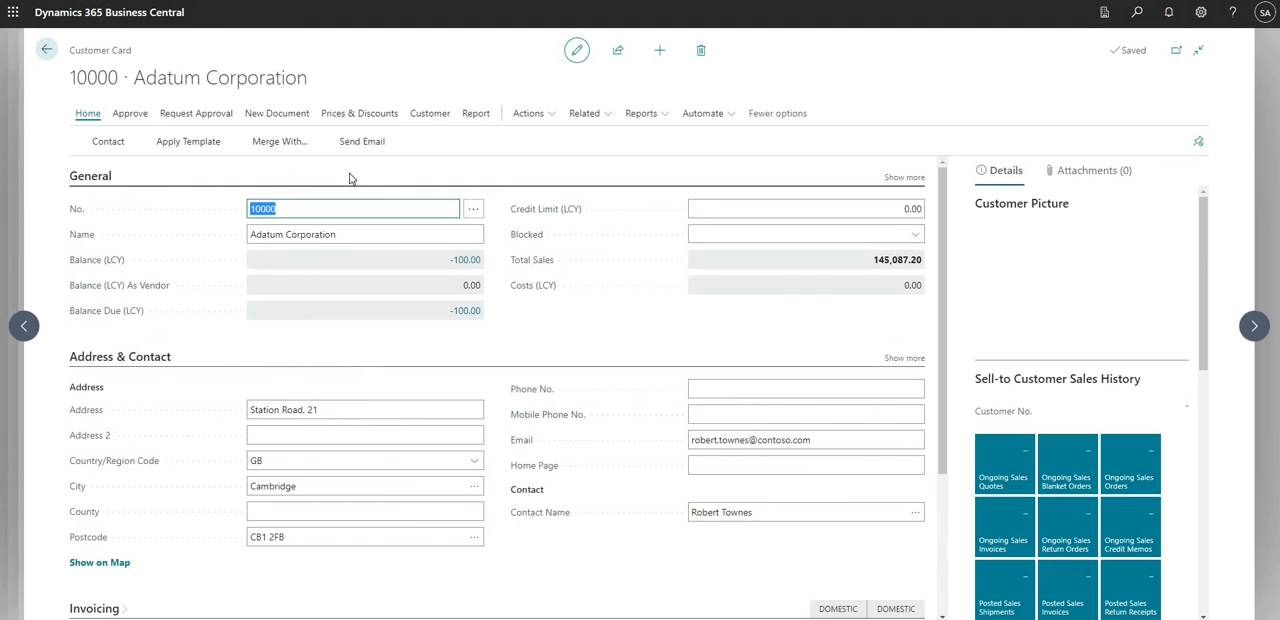 Dynamics 365 Business Central
SA
Customer Card
Saved
10000 · Adatum Corporation
Home Approve Request Approval New Document Prices & Discounts Customer Report Actions Related Reports Automate Fewer options
Contact Apply Template Merge With... Send Email
General
Show more
No.
10000
Name
Adatum Corporation
Balance (LCY)
-100.00
Balance (LCY) As Vendor
0.00
Balance Due (LCY)
-100.00
Credit Limit (LCY)
0.00
Blocked
Total Sales
145,087.20
Costs (LCY)
0.00
Address & Contact
Show more
Address
Address
Station Road, 21
Address 2
Country/Region Code
GB
City
Cambridge
County
Postcode
CB1 2FB
Show on Map
Phone No.
Mobile Phone No.
Email
robert.townes@contoso.com
Home Page
Contact
Contact Name
Robert Townes
Invoicing
DOMESTIC DOMESTIC
Details
Attachments (0)
Customer Picture
Sell-to Customer Sales History
Customer No.
Ongoing Sales Quotes
Ongoing Sales Blanket Orders
Ongoing Sales Orders
Ongoing Sales Invoices
Ongoing Sales Return Orders
Ongoing Sales Credit Memos
Posted Sales Shipments
Posted Sales Invoices
Posted Sales Return Receipts